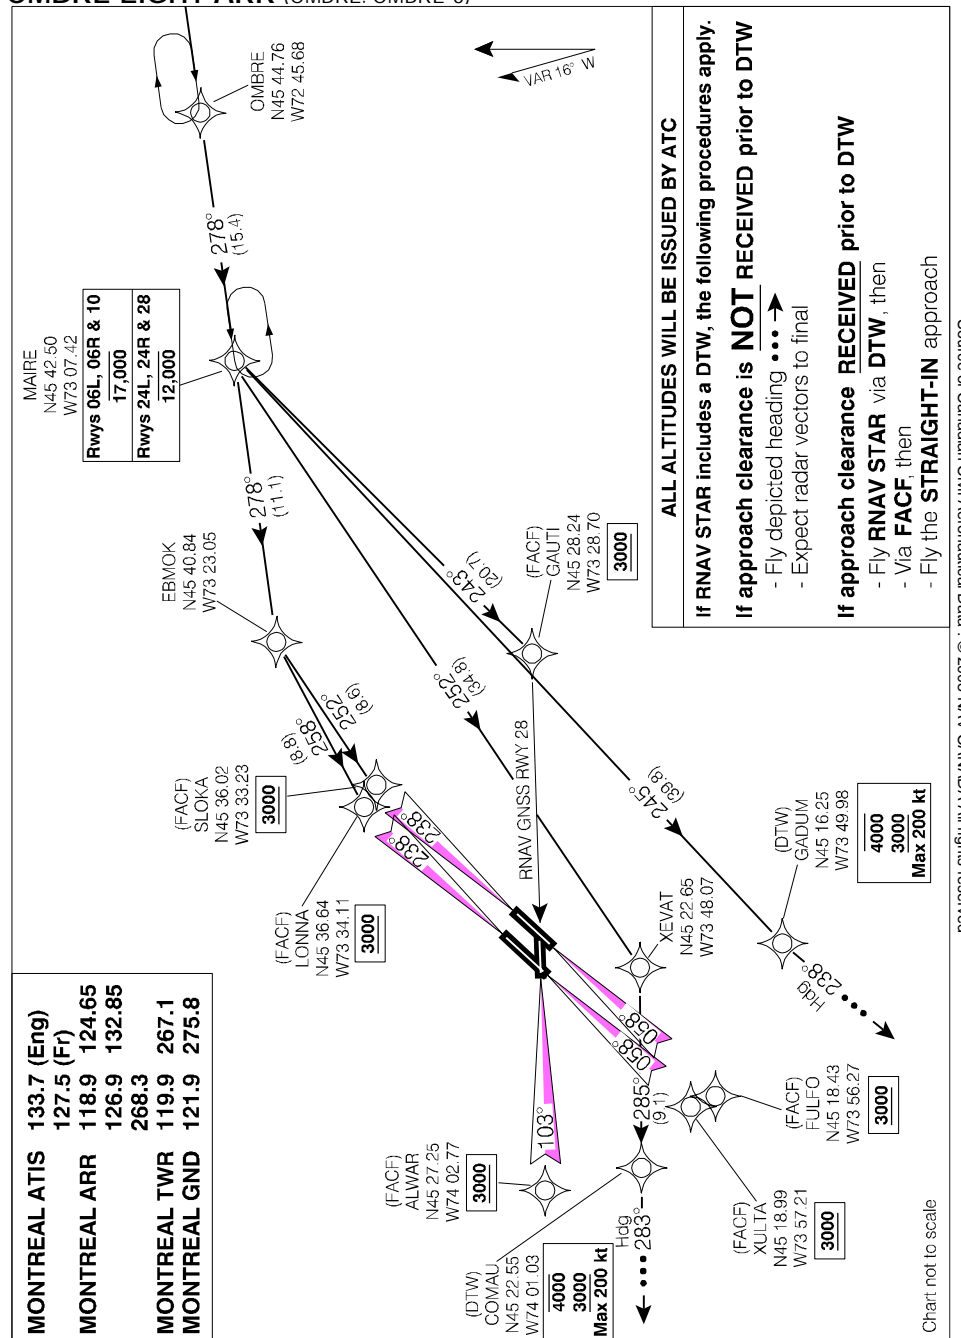 OMBRE EIGHT ARR (OMBRE. OMBRE 8)
MONTREAL ATIS 133.7 (Eng)
127.5 (Fr)
MONTREAL ARR 118.9 124.65
126.9 132.85
268.3
MONTREAL TWR 119.9 267.1
MONTREAL GND 121.9 275.8
MAIRE
N45 42.50
W73 07.42
Rwys 06L, 06R & 10
17,000
Rwys 24L, 24R & 28
12,000
OMBRE
N45 44.76
W72 45.68
278°
(15.4)
VAR 16° W
EBMOK
N45 40.84
W73 23.05
278°
(11.1)
(FACF)
SLOKA
N45 36.02
W73 33.23
3000
(8.8)
258°
252°
(8.6)
(FACF)
LONNA
N45 36.64
W73 34.11
3000
238°
238°
252°
(34.8)
243°
(20.7)
(FACF)
GAUTI
N45 28.24
W73 28.70
3000
RNAV GNSS RWY 28
245°
(39.8)
(DTW)
GADUM
N45 16.25
W73 49.98
4000
3000
Max 200 kt
Hdg
238°
XEVAT
N45 22.65
W73 48.07
058°
058°
103°
285°
(9.1)
(FACF)
ALWAR
N45 27.25
W74 02.77
3000
(DTW)
COMAU
N45 22.55
W74 01.03
4000
3000
Max 200 kt
Hdg
283°
(FACF)
XULTA
N45 18.99
W73 57.21
3000
(FACF)
FULFO
N45 18.43
W73 56.27
3000
ALL ALTITUDES WILL BE ISSUED BY ATC
If RNAV STAR includes a DTW, the following procedures apply.
If approach clearance is NOT RECEIVED prior to DTW
- Fly depicted heading
- Expect radar vectors to final
If approach clearance RECEIVED prior to DTW
- Fly RNAV STAR via DTW, then
- Via FACF, then
- Fly the STRAIGHT-IN approach
Chart not to scale